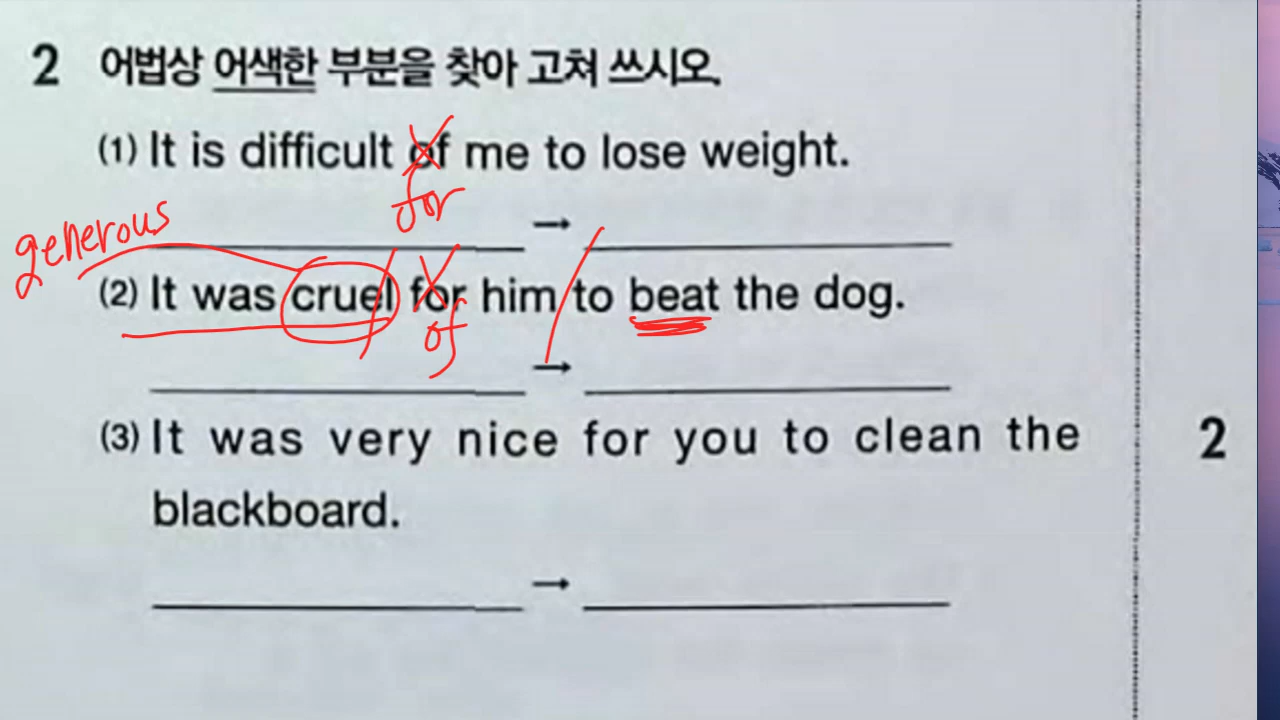 2 어법상 어색한 부분을 찾아 고쳐 쓰시오.
(1) It is difficult of me to lose weight.
for
→
generous
(2) It was cruel for him to beat the dog.
of
→
(3) It was very nice for you to clean the
2
blackboard.
→